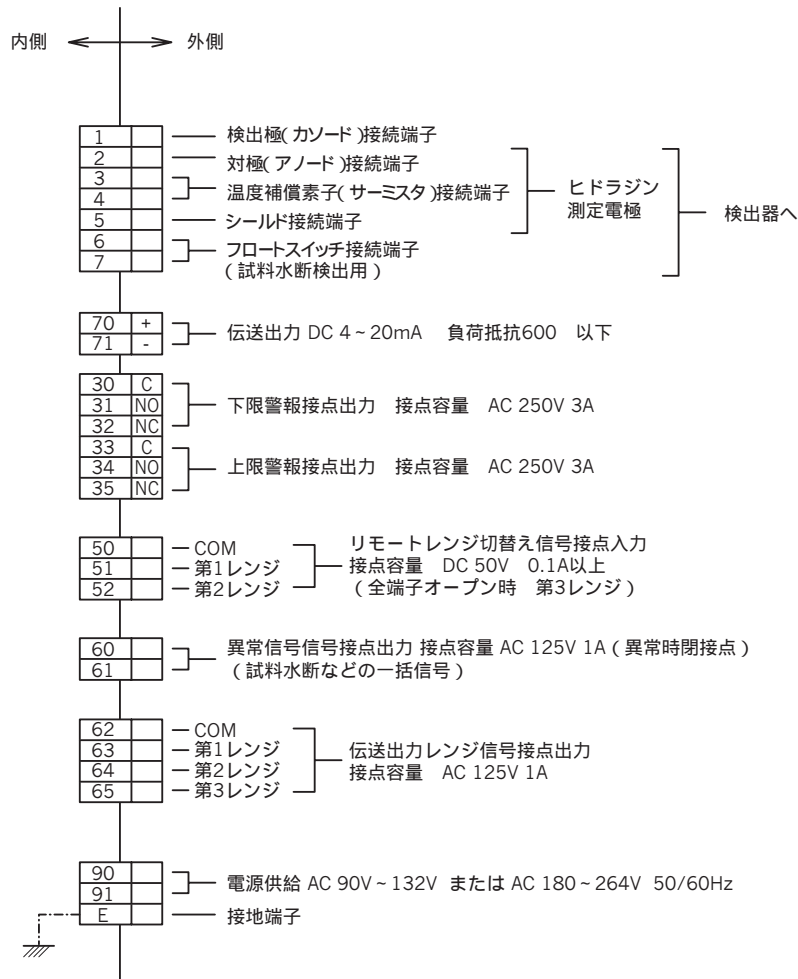 内側 外側
1 検出極(カソード)接続端子
2 対極(アノード)接続端子
3
4 温度補償素子(サーミスタ)接続端子
ヒドラジン
測定電極
検出器へ
5 シールド接続端子
6
7 フロートスイッチ接続端子
(試料水断検出用)
70 +
71 -
伝送出力 DC 4~20mA 負荷抵抗600 以下
30 C
31 NO
32 NC
下限警報接点出力 接点容量 AC 250V 3A
33 C
34 NO
35 NC
上限警報接点出力 接点容量 AC 250V 3A
50 COM
51 第1レンジ
52 第2レンジ
リモートレンジ切替え信号接点入力
接点容量 DC 50V 0.1A以上
(全端子オープン時 第3レンジ)
60
61
異常信号信号接点出力 接点容量 AC 125V 1A(異常時閉接点)
(試料水断などの一括信号)
62 COM
63 第1レンジ
64 第2レンジ
65 第3レンジ
伝送出力レンジ信号接点出力
接点容量 AC 125V 1A
90
91
電源供給 AC 90V~132V または AC 180~264V 50/60Hz
E 接地端子